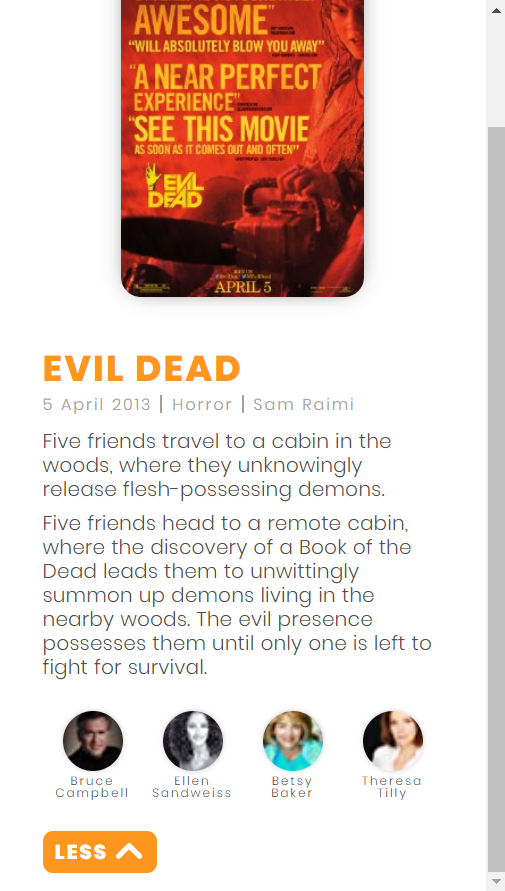 AWESOME"
"WILL ABSOLUTELY BLOW YOU AWAY"
"A NEAR PERFECT
EXPERIENCE"
"SEE THIS MOVIE
AS SOON AS IT COMES OUT AND OFTEN"
EVIL
DEAD
APRIL 5
EVIL DEAD
5 April 2013 | Horror | Sam Raimi
Five friends travel to a cabin in the
woods, where they unknowingly
release flesh-possessing demons.
Five friends head to a remote cabin,
where the discovery of a Book of the
Dead leads them to unwittingly
summon up demons living in the
nearby woods. The evil presence
possesses them until only one is left to
fight for survival.
Bruce
Campbell
Ellen
Sandweiss
Betsy
Baker
Theresa
Tilly
LESS